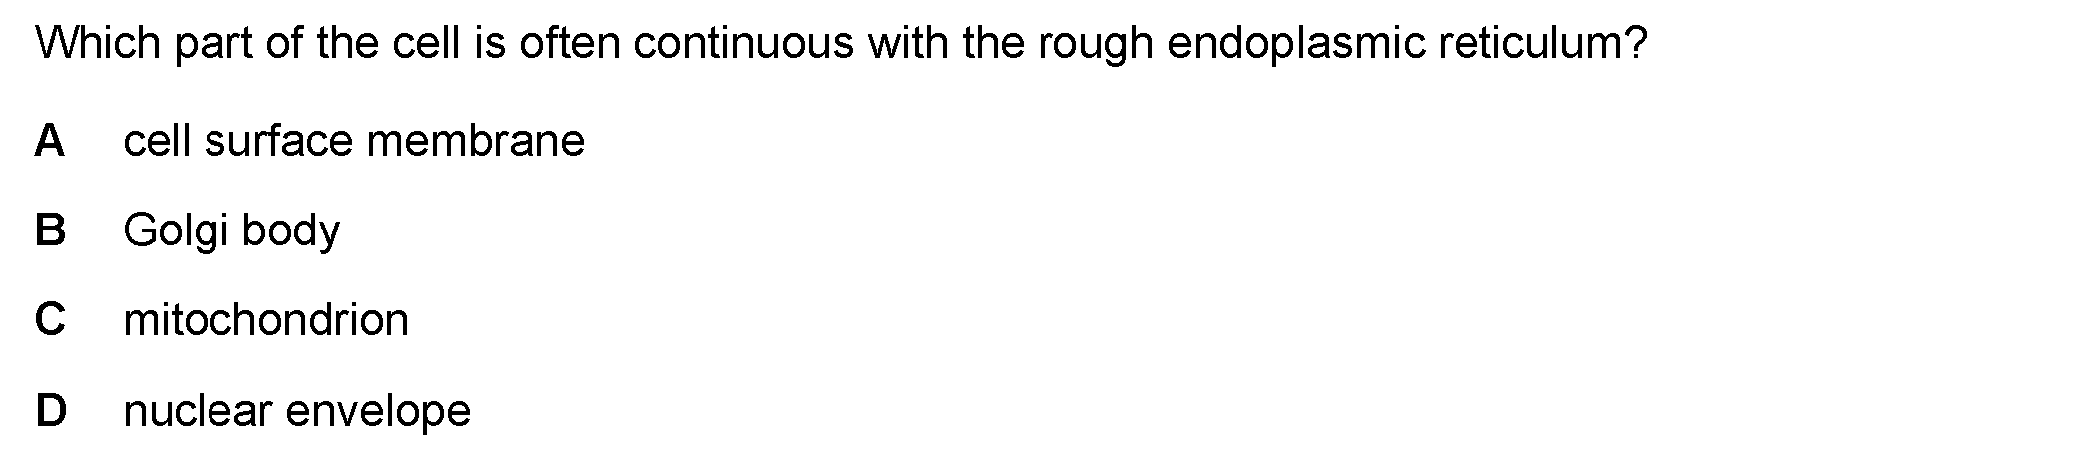 Which part of the cell is often continuous with the rough endoplasmic reticulum?
A cell surface membrane
B Golgi body
C mitochondrion
D nuclear envelope